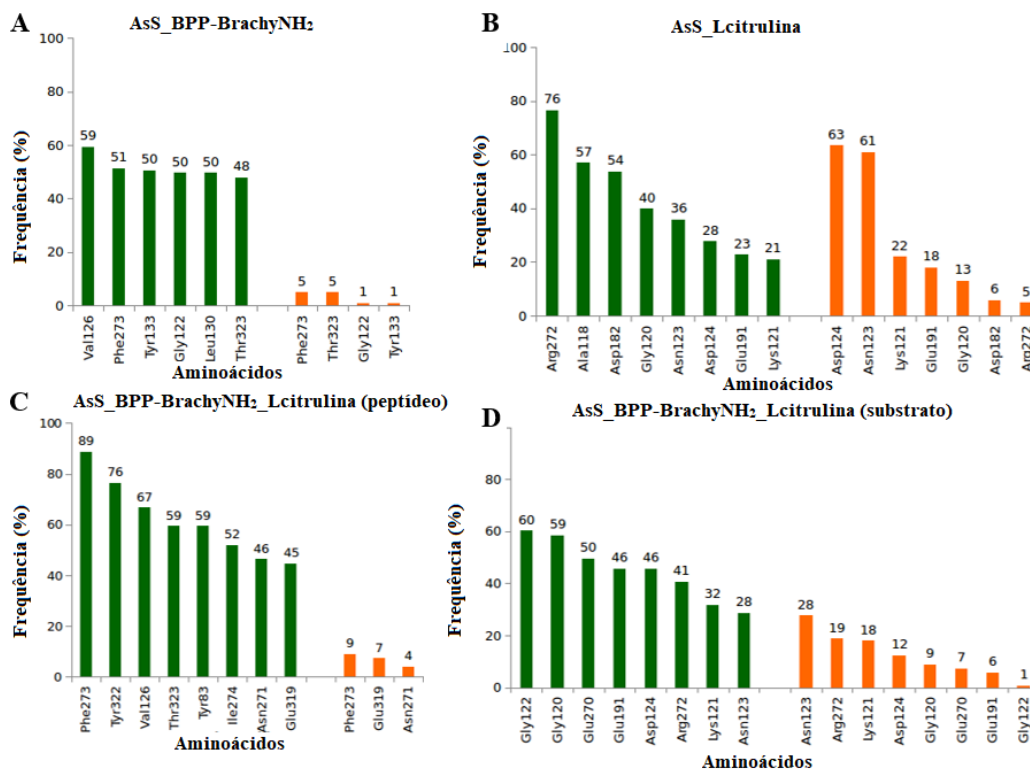 A
AsS_BPP-BrachyNH₂
Frequência (%)
100
80
60
40
20
0
59
51
50
50
50
48
5
5
1
1
Val126
Phe273
Tyr133
Gly122
Leu130
Thr323
Phe273
Thr323
Gly122
Tyr133
Aminoácidos
B
AsS_Lcitrulina
Frequência (%)
100
80
60
40
20
0
76
57
54
40
36
28
23
21
63
61
22
18
13
6
5
Arg272
Ala118
Asp182
Gly120
Asn123
Asp124
Glu191
Lys121
Asp124
Asn123
Lys121
Glu191
Gly120
Asp182
Arg272
Aminoácidos
C
AsS_BPP-BrachyNH₂_Lcitrulina (peptídeo)
Frequência (%)
100
80
60
40
20
0
89
76
67
59
59
52
46
45
9
7
4
Phe273
Tyr322
Val126
Thr323
Tyr83
Ile274
Asn271
Glu319
Phe273
Glu319
Asn271
Aminoácidos
D
AsS_BPP-BrachyNH₂_Lcitrulina (substrato)
Frequência (%)
80
60
40
20
0
60
59
50
46
46
41
32
28
28
19
18
12
9
7
6
1
Gly122
Gly120
Glu270
Glu191
Asp124
Arg272
Lys121
Asn123
Asn123
Arg272
Lys121
Asp124
Gly120
Glu270
Glu191
Gly122
Aminoácidos